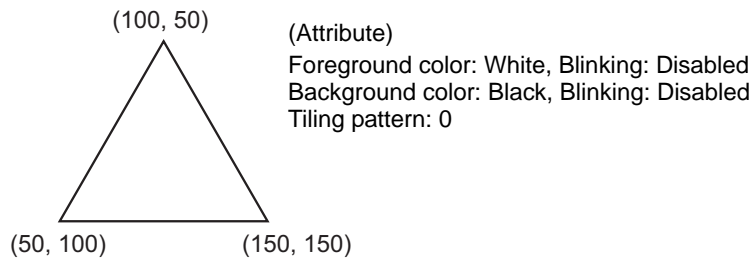 (100, 50)
(Attribute)
Foreground color: White, Blinking: Disabled
Background color: Black, Blinking: Disabled
Tiling pattern: 0
(50, 100)
(150, 150)